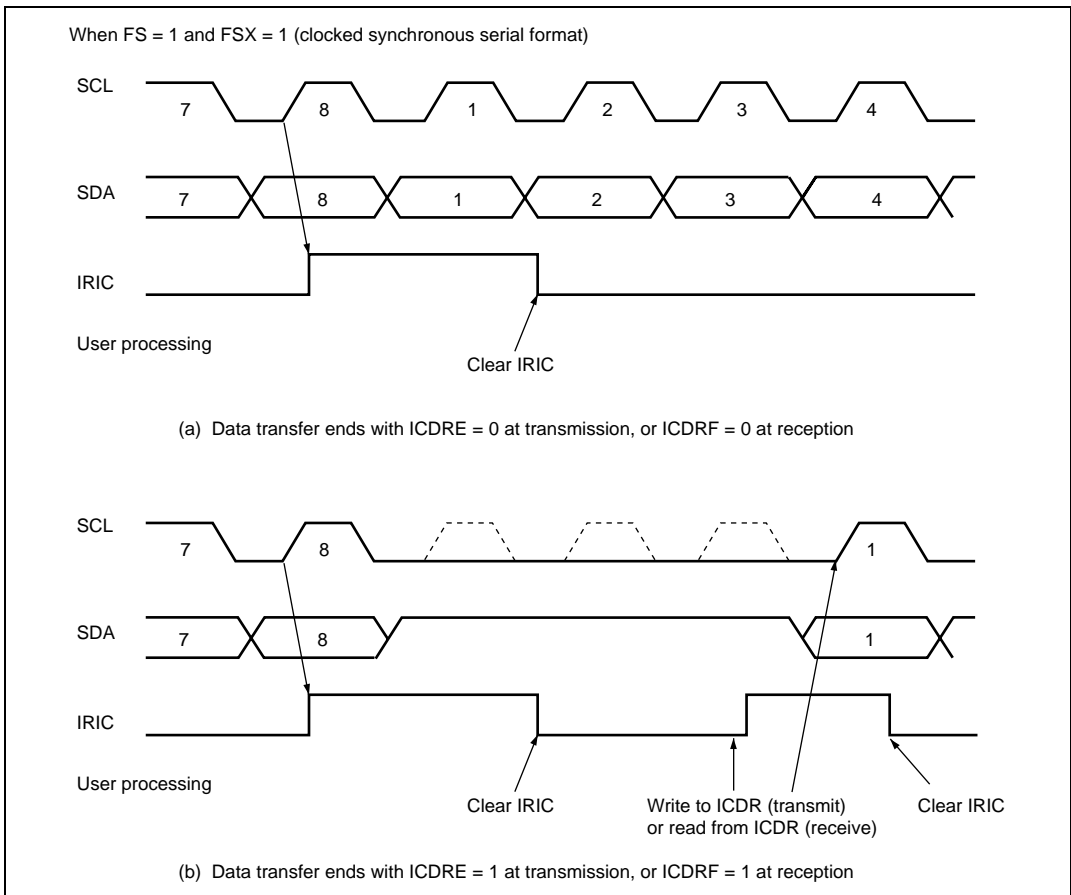 When FS = 1 and FSX = 1 (clocked synchronous serial format)
SCL
7 8 1 2 3 4
SDA
7 8 1 2 3 4
IRIC
User processing
Clear IRIC
(a) Data transfer ends with ICDRE = 0 at transmission, or ICDRF = 0 at reception
SCL
7 8 1
SDA
7 8 1
IRIC
User processing
Clear IRIC Write to ICDR (transmit) Clear IRIC
or read from ICDR (receive)
(b) Data transfer ends with ICDRE = 1 at transmission, or ICDRF = 1 at reception